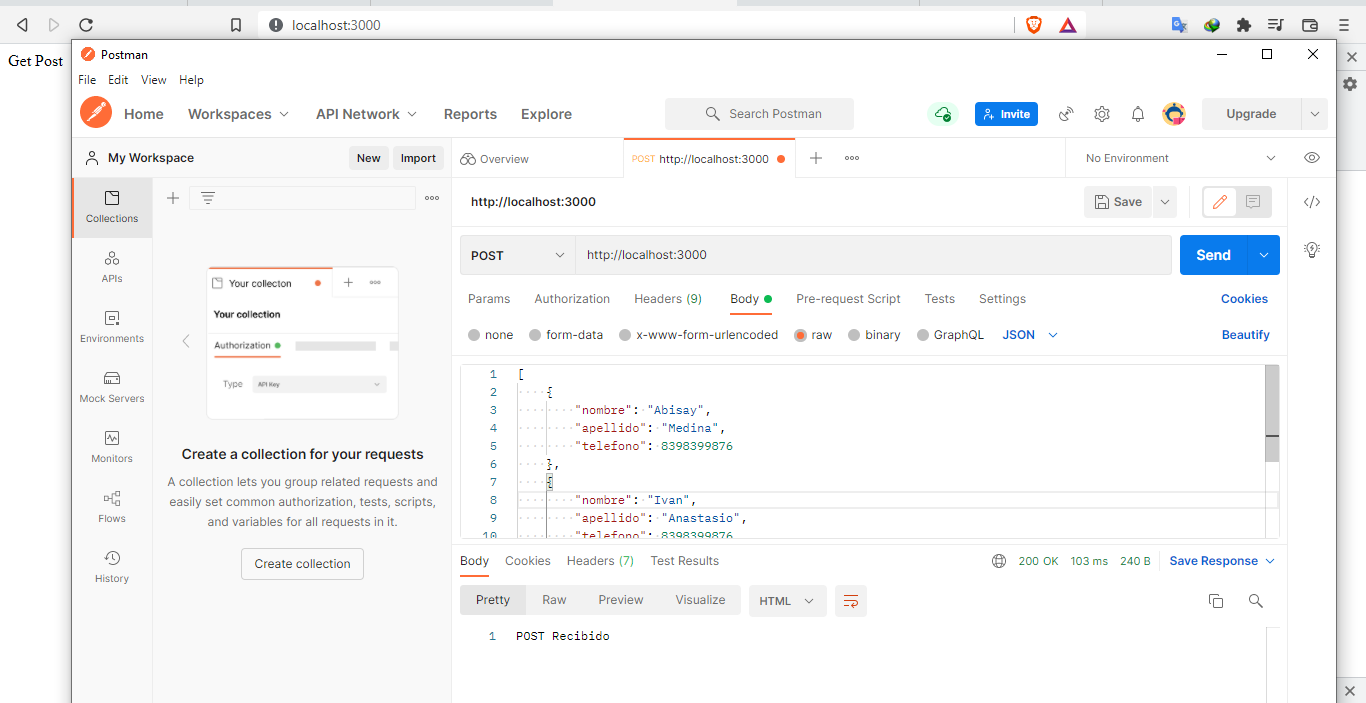 localhost:3000
Get Post
Postman
File Edit View Help
Home Workspaces API Network Reports Explore
Search Postman
Invite
Upgrade
My Workspace
New
Import
Overview
POST http://localhost:3000
No Environment
Collections
APIs
Environments
Mock Servers
Monitors
Flows
History
Your collecton
Your collection
Authorization
Type API Key
Create a collection for your requests
A collection lets you group related requests and
easily set common authorization, tests, scripts,
and variables for all requests in it.
Create collection
http://localhost:3000
Save
POST http://localhost:3000
Send
Params Authorization Headers (9) Body Pre-request Script Tests Settings Cookies
none form-data x-www-form-urlencoded raw binary GraphQL JSON Beautify
1 [
2 {
3 "nombre": "Abisay",
4 "apellido": "Medina",
5 "telefono": 8398399876
6 },
7 {
8 "nombre": "Ivan",
9 "apellido": "Anastasio",
10 "telefono": 8398399876
Body Cookies Headers (7) Test Results 200 OK 103 ms 240 B Save Response
Pretty Raw Preview Visualize HTML
1 POST Recibido